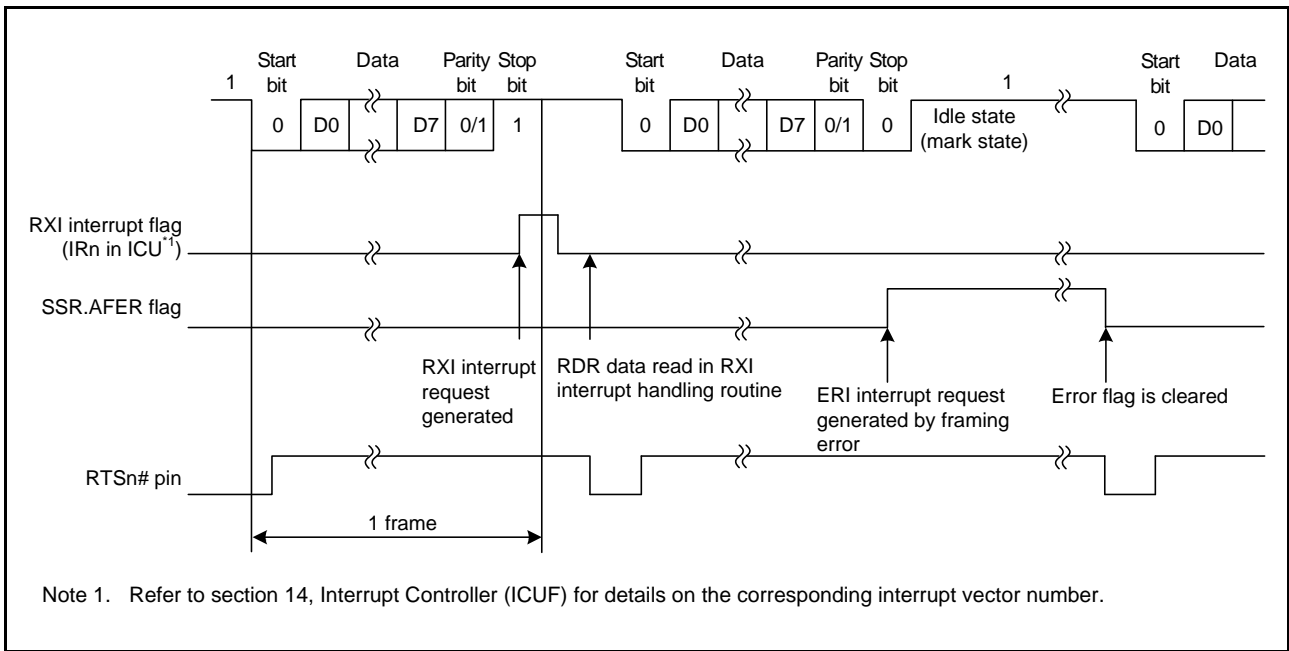 Start Data Parity Stop Start Data Parity Stop Start Data
1 bit bit bit bit bit bit 1 bit
0 D0 D7 0/1 1 0 D0 D7 0/1 0 Idle state 0 D0
(mark state)
RXI interrupt flag
(IRn in ICU*1)
SSR.AFER flag
RXI interrupt
request
generated
RDR data read in RXI
interrupt handling routine
ERI interrupt request
generated by framing
error
Error flag is cleared
RTSn# pin
1 frame
Note 1. Refer to section 14, Interrupt Controller (ICUF) for details on the corresponding interrupt vector number.